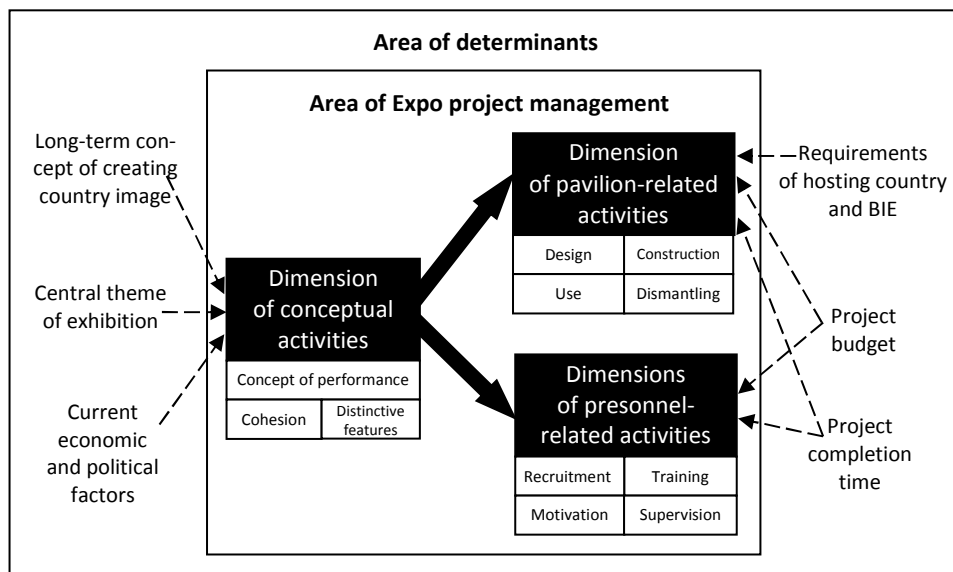 Area of determinants
Area of Expo project management
Long-term con-
cept of creating
country image
Central theme
of exhibition
Current
economic
and political
factors
Dimension
of conceptual
activities
Concept of performance
Cohesion
Distinctive
features
Dimension
of pavilion-related
activities
Design
Construction
Use
Dismantling
Dimensions
of presonnel-
related activities
Recruitment
Training
Motivation
Supervision
Requirements
of hosting country
and BIE
Project
budget
Project
completion
time